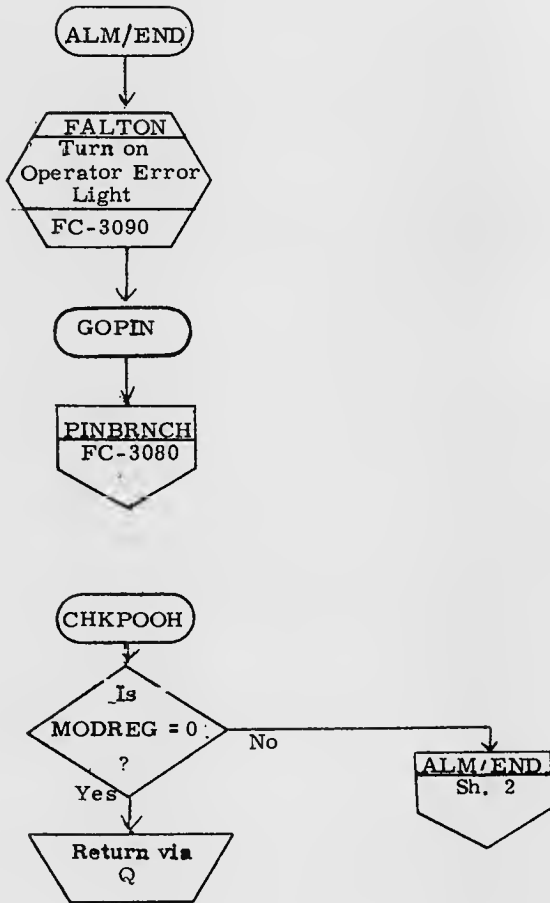 ALM/END
FALTON
Turn on
Operator Error
Light
FC-3090
GOPIN
PINBRNCH
FC-3080
CHKPOOH
Is
MODREG = 0
?
No
Yes
ALM/END
Sh. 2
Return via
Q